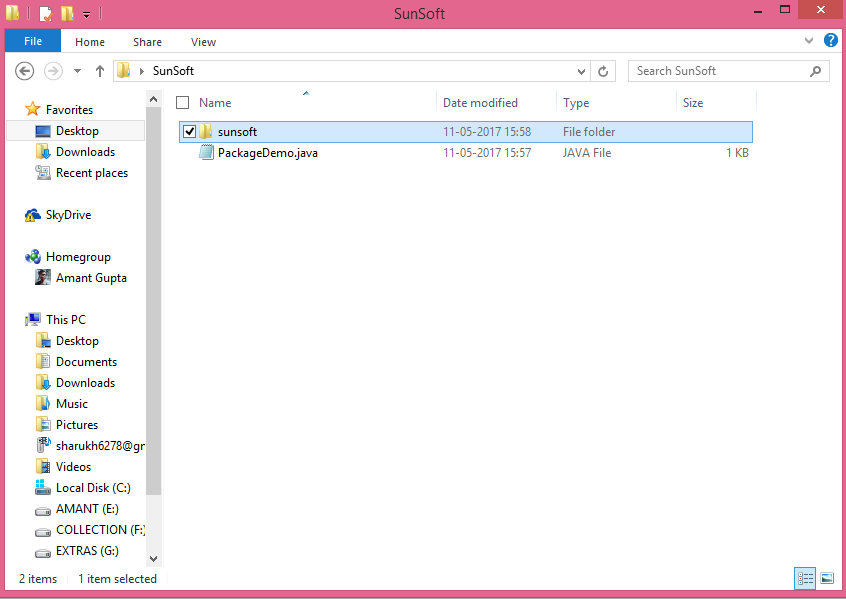 SunSoft
File Home Share View
SunSoft Search SunSoft
Name Date modified Type Size
sunsoft 11-05-2017 15:58 File folder
PackageDemo.java 11-05-2017 15:57 JAVA File 1 KB
Favorites
Desktop
Downloads
Recent places
SkyDrive
Homegroup
Amant Gupta
This PC
Desktop
Documents
Downloads
Music
Pictures
sharukh6278@gr
Videos
Local Disk (C:)
AMANT (E:)
COLLECTION (F:)
EXTRAS (G:)
2 items 1 item selected